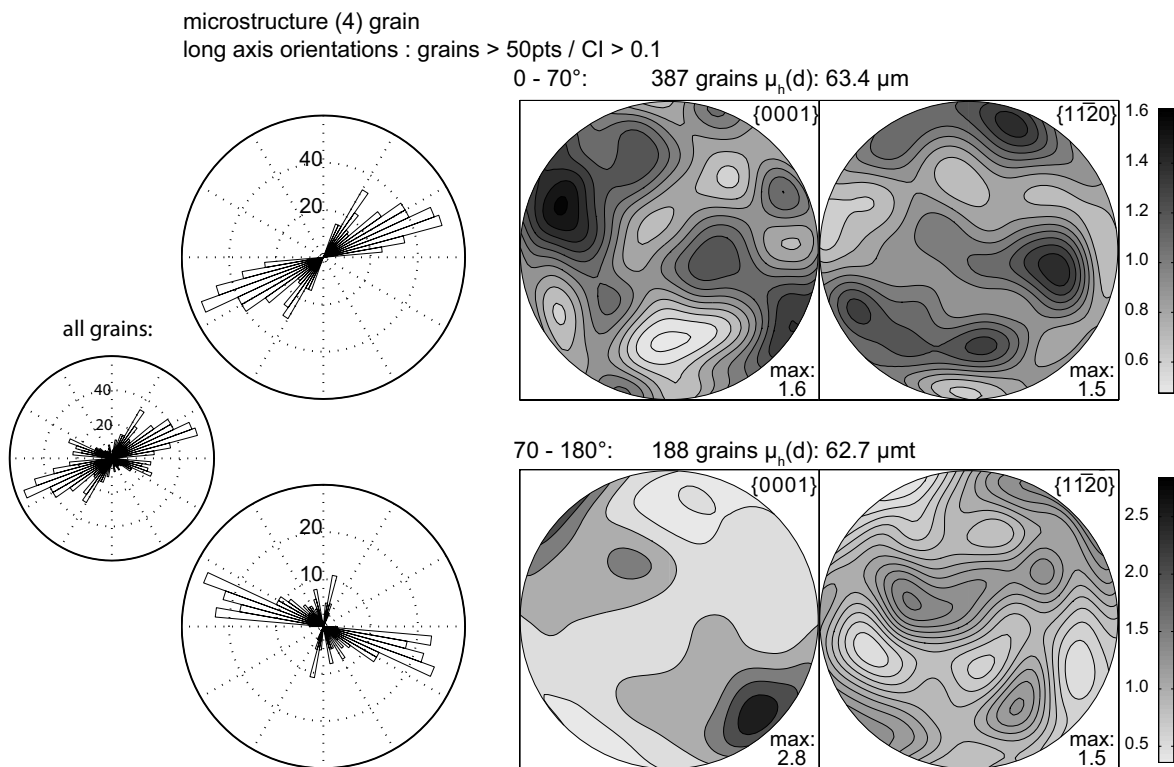 microstructure (4) grain
long axis orientations : grains > 50pts / CI > 0.1
0 - 70°: 387 grains μh(d): 63.4 μm
{0001}
{11̅20}
1.6
1.4
1.2
1.0
0.8
0.6
40
20
max:
1.6
max:
1.5
all grains:
40
20
70 - 180°: 188 grains μh(d): 62.7 μmt
{0001}
{11̅20}
2.5
2.0
1.5
1.0
0.5
20
10
max:
2.8
max:
1.5